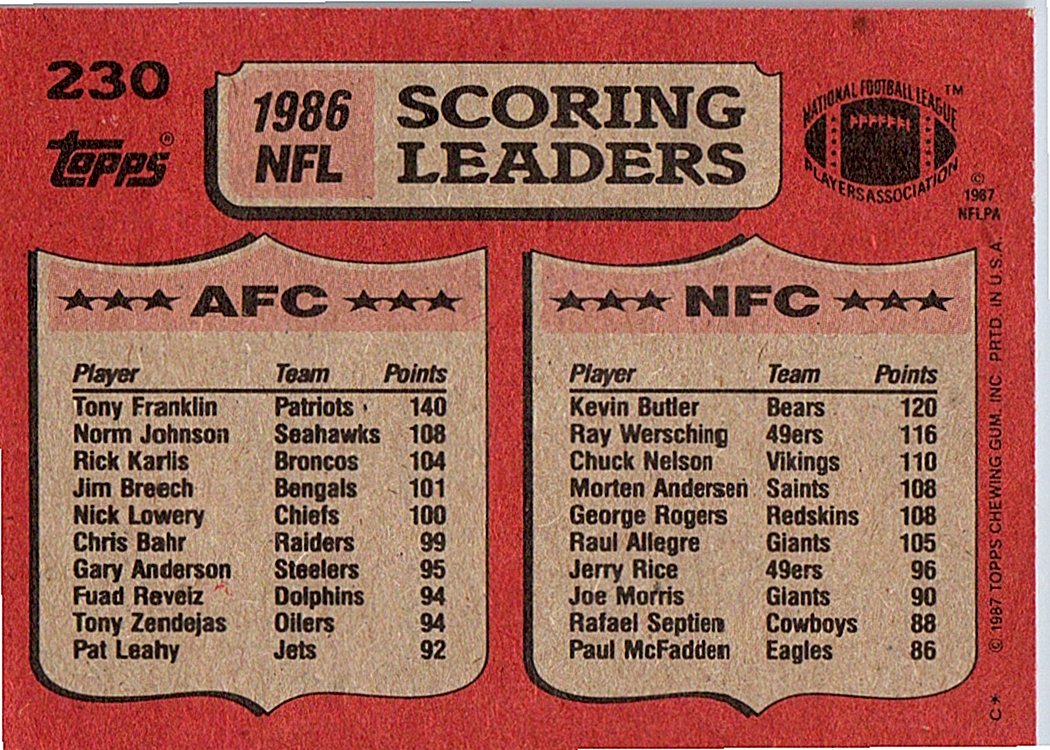 230
topps®
1986
NFL
SCORING
LEADERS
NATIONAL FOOTBALL LEAGUE™
PLAYERS ASSOCIATION
©
1987
NFLPA
★★★ AFC ★★★
Player Team Points
Tony Franklin Patriots 140
Norm Johnson Seahawks 108
Rick Karlis Broncos 104
Jim Breech Bengals 101
Nick Lowery Chiefs 100
Chris Bahr Raiders 99
Gary Anderson Steelers 95
Fuad Reveiz Dolphins 94
Tony Zendejas Oilers 94
Pat Leahy Jets 92
★★★ NFC ★★★
Player Team Points
Kevin Butler Bears 120
Ray Wersching 49ers 116
Chuck Nelson Vikings 110
Morten Andersen Saints 108
George Rogers Redskins 108
Raul Allegre Giants 105
Jerry Rice 49ers 96
Joe Morris Giants 90
Rafael Septien Cowboys 88
Paul McFadden Eagles 86
C* © 1987 TOPPS CHEWING GUM, INC PRTD. IN U.S.A.